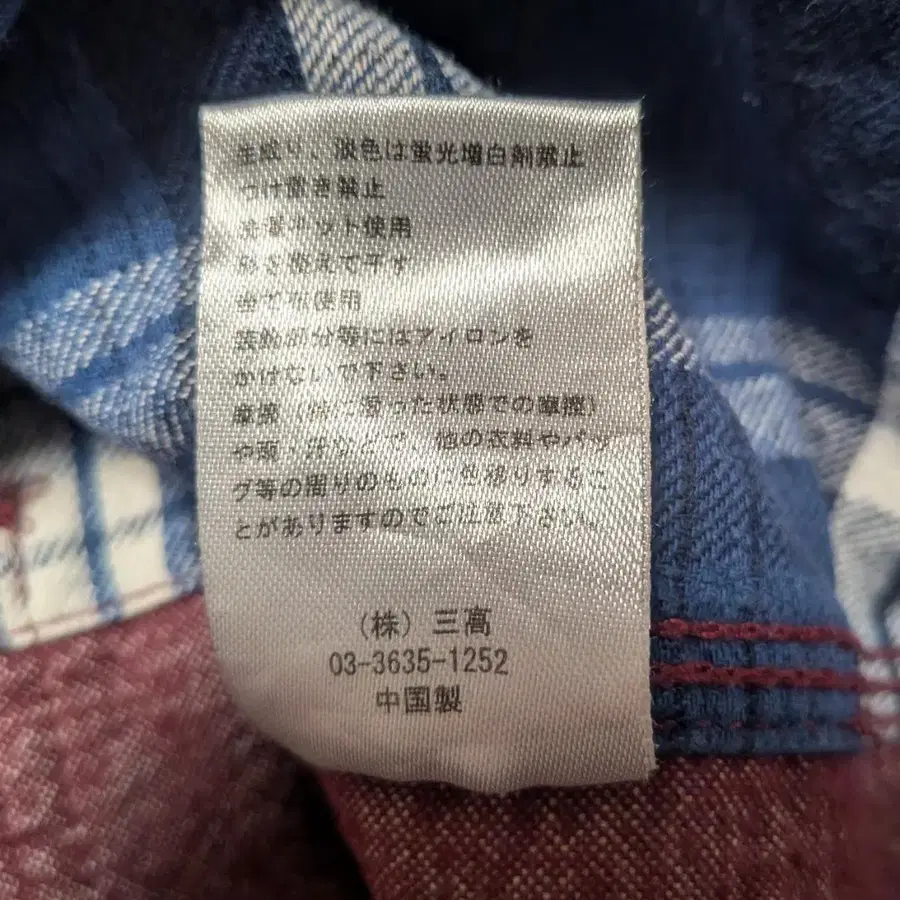 生成り、淡色は蛍光増白剤禁止
つけ置き禁止
洗濯ネット使用
形を整えて干す
当て布使用
装飾部分等にはアイロンを
かけないで下さい。
摩擦（特に湿った状態での摩擦）
や雨・汗などで、他の衣料やバッ
グ等の周りのものに色移りするこ
とがありますのでご注意下さい。
（株）三高
03-3635-1252
中国製